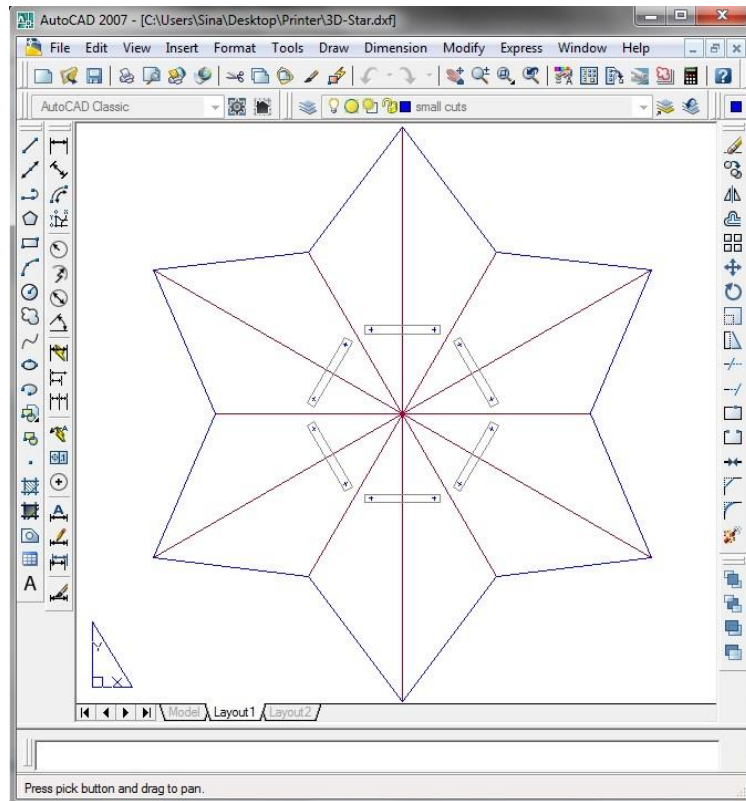 AutoCAD 2007 - [C:\Users\Sina\Desktop\Printer\3D-Star.dxf]
File Edit View Insert Format Tools Draw Dimension Modify Express Window Help
AutoCAD Classic small cuts
A
A
Y
X
Model Layout1 Layout2
Press pick button and drag to pan.